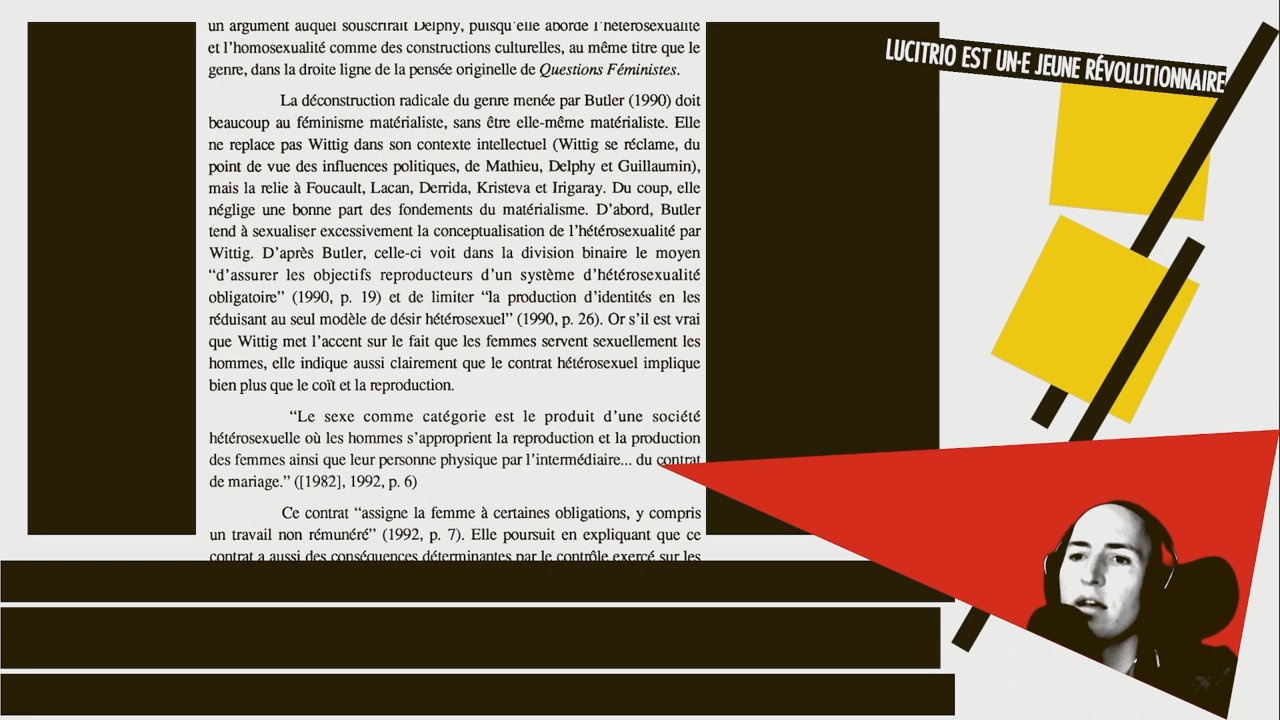 un argument auquel souscrirait Delphy, puisqu'elle aborde l'hétérosexualité
et l'homosexualité comme des constructions culturelles, au même titre que le
genre, dans la droite ligne de la pensée originelle de Questions Féministes.
La déconstruction radicale du genre menée par Butler (1990) doit
beaucoup au féminisme matérialiste, sans être elle-même matérialiste. Elle
ne replace pas Wittig dans son contexte intellectuel (Wittig se réclame, du
point de vue des influences politiques, de Mathieu, Delphy et Guillaumin),
mais la relie à Foucault, Lacan, Derrida, Kristeva et Irigaray. Du coup, elle
néglige une bonne part des fondements du matérialisme. D'abord, Butler
tend à sexualiser excessivement la conceptualisation de l'hétérosexualité par
Wittig. D'après Butler, celle-ci voit dans la division binaire le moyen
“d'assurer les objectifs reproducteurs d'un système d'hétérosexualité
obligatoire” (1990, p. 19) et de limiter “la production d'identités en les
réduisant au seul modèle de désir hétérosexuel” (1990, p. 26). Or s'il est vrai
que Wittig met l'accent sur le fait que les femmes servent sexuellement les
hommes, elle indique aussi clairement que le contrat hétérosexuel implique
bien plus que le coït et la reproduction.
“Le sexe comme catégorie est le produit d'une société
hétérosexuelle où les hommes s'approprient la reproduction et la production
des femmes ainsi que leur personne physique par l'intermédiaire... du contrat
de mariage.” ([1982], 1992, p. 6)
Ce contrat “assigne la femme à certaines obligations, y compris
un travail non rémunéré” (1992, p. 7). Elle poursuit en expliquant que ce
contrat a aussi des conséquences déterminantes par le contrôle exercé sur les
LUCITRIO EST UN·E JEUNE RÉVOLUTIONNAIRE